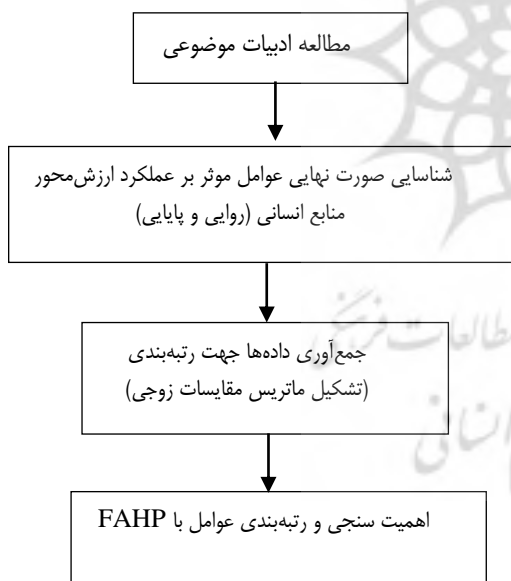 مطالعه ادبیات موضوعی
شناسایی صورت نهایی عوامل موثر بر عملکرد ارزش‌محور
منابع انسانی (روایی و پایایی)
جمع‌آوری داده‌ها جهت رتبه‌بندی
(تشکیل ماتریس مقایسات زوجی)
اهمیت سنجی و رتبه‌بندی عوامل با FAHP